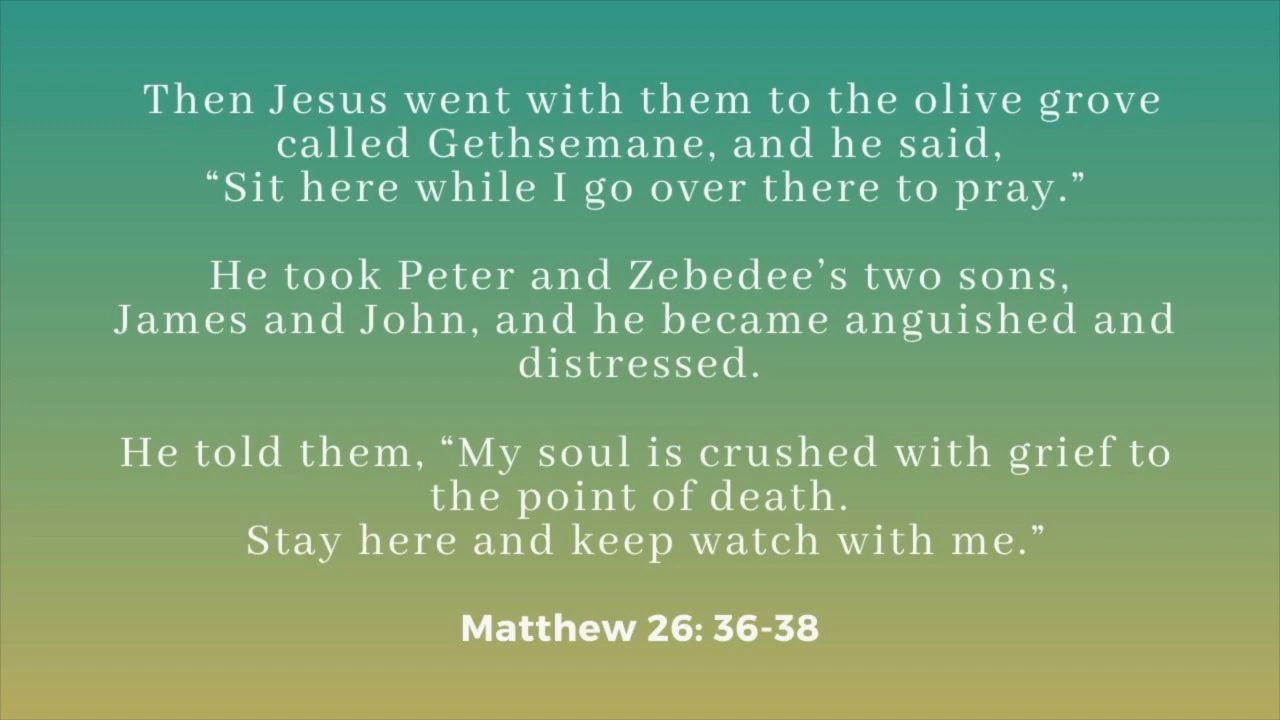 Then Jesus went with them to the olive grove
called Gethsemane, and he said,
“Sit here while I go over there to pray.”
He took Peter and Zebedee’s two sons,
James and John, and he became anguished and
distressed.
He told them, “My soul is crushed with grief to
the point of death.
Stay here and keep watch with me.”
Matthew 26: 36-38